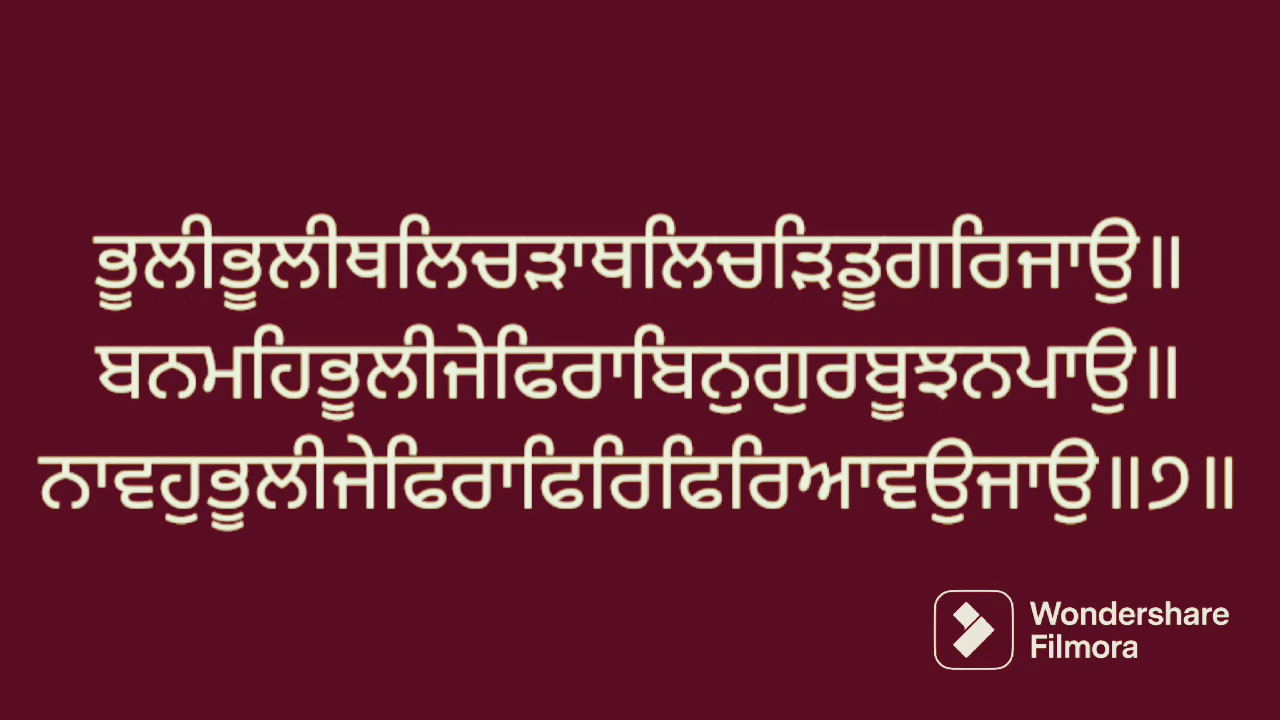 ਭੂਲੀਭੂਲੀਥਲਿਚੜਾਥਲਿਚੜਿਡੂਗਰਿਜਾਉ॥
ਬਨਮਹਿਭੂਲੀਜੇਫਿਰਾਬਿਨੁਗੁਰਬੂਝਨਪਾਉ॥
ਨਾਵਹੁਭੂਲੀਜੇਫਿਰਾਫਿਰਿਫਿਰਿਆਵਉਜਾਉ॥੭॥
Wondershare
Filmora